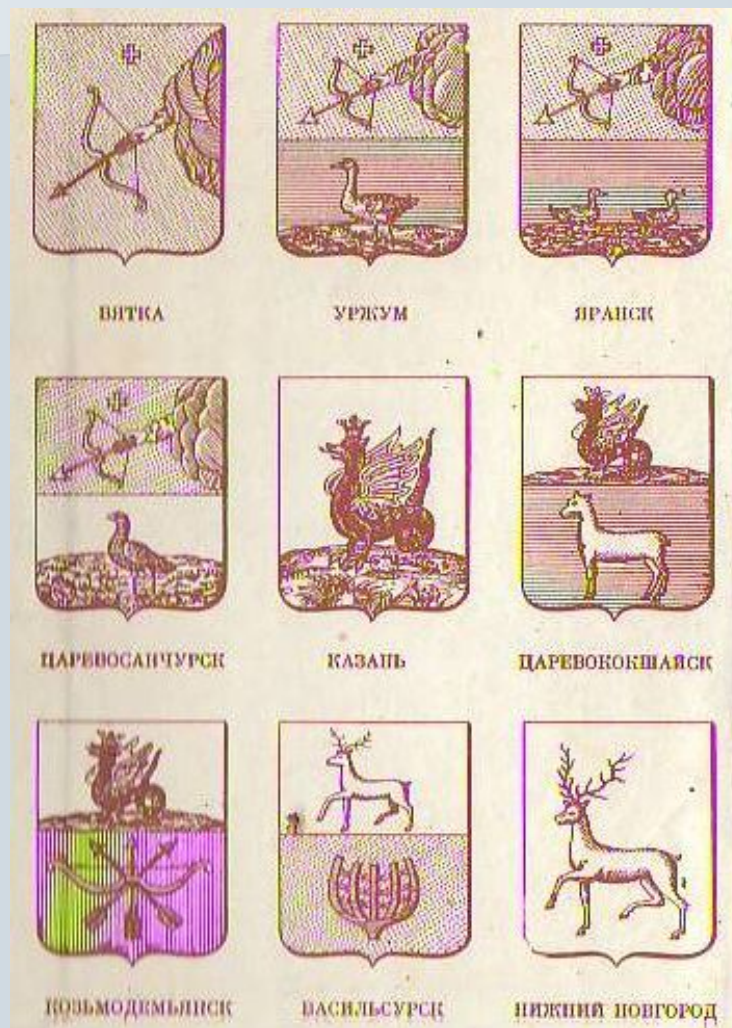 ВЯТКА
УРЖУМ
ЯРАНСК
ЦАРЕВОСАНЧУРСК
КАЗАНЬ
ЦАРЕВОКОКШАЙСК
КОЗЬМОДЕМЬЯНСК
ВАСИЛЬСУРСК
НИЖНИЙ НОВГОРОД